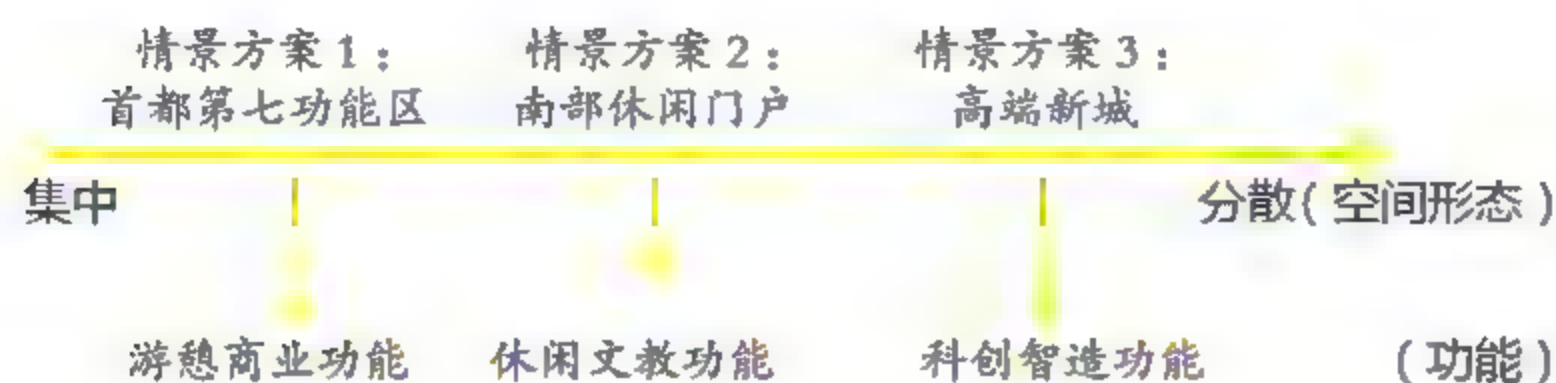 情景方案1: 情景方案2: 情景方案3:
首都第七功能区 南部休闲门户 高端新城
集中 分散(空间形态)
游憩商业功能 休闲文教功能 科创智造功能 (功能)